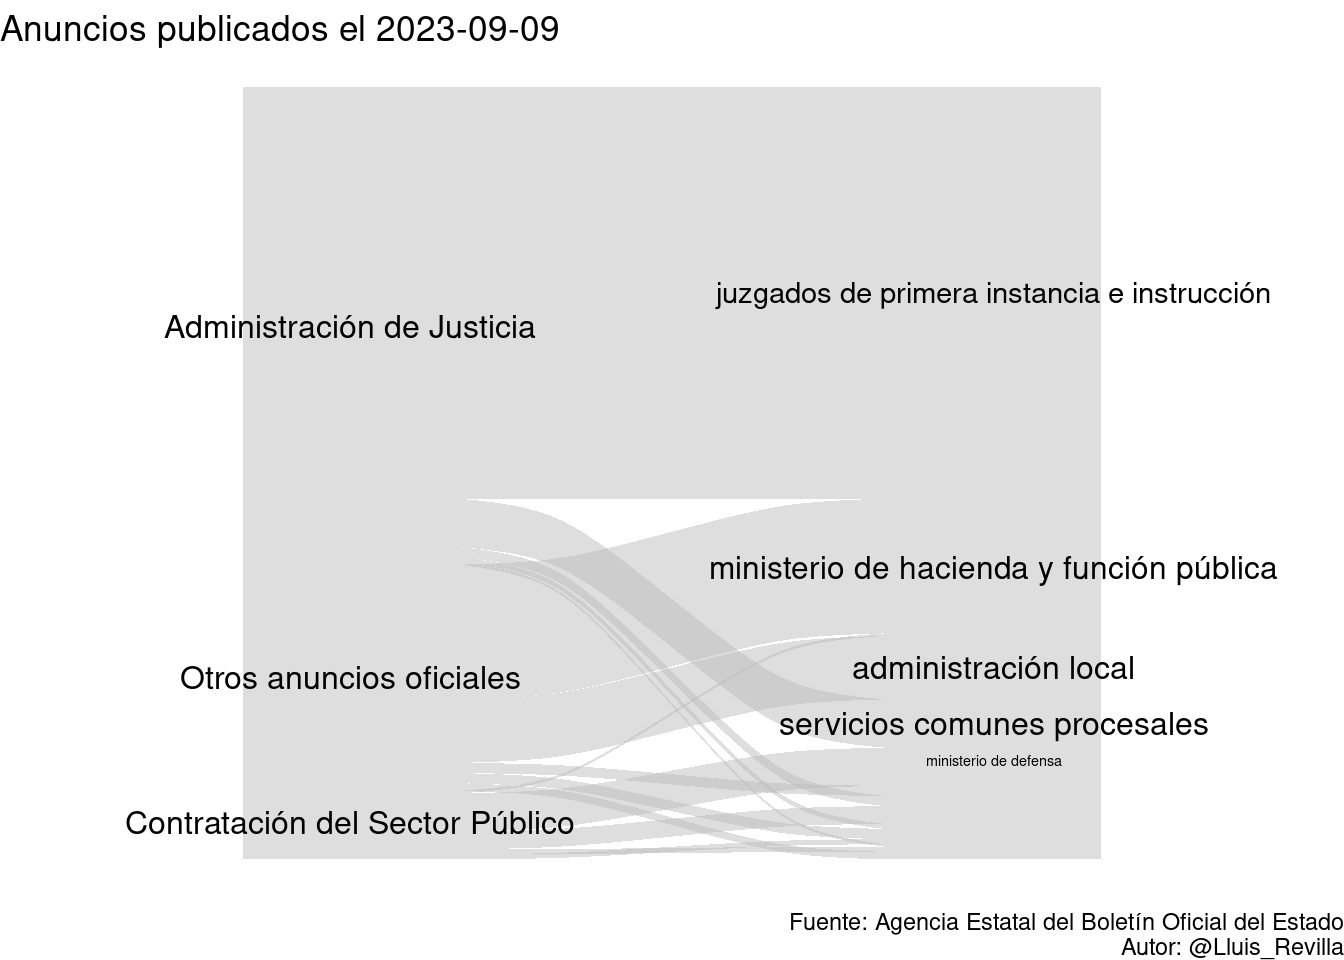 Anuncios publicados el 2023-09-09
juzgados de primera instancia e instrucción
Administración de Justicia
ministerio de hacienda y función pública
administración local
Otros anuncios oficiales
servicios comunes procesales
ministerio de defensa
Contratación del Sector Público
Fuente: Agencia Estatal del Boletín Oficial del Estado
Autor: @Lluis_Revilla